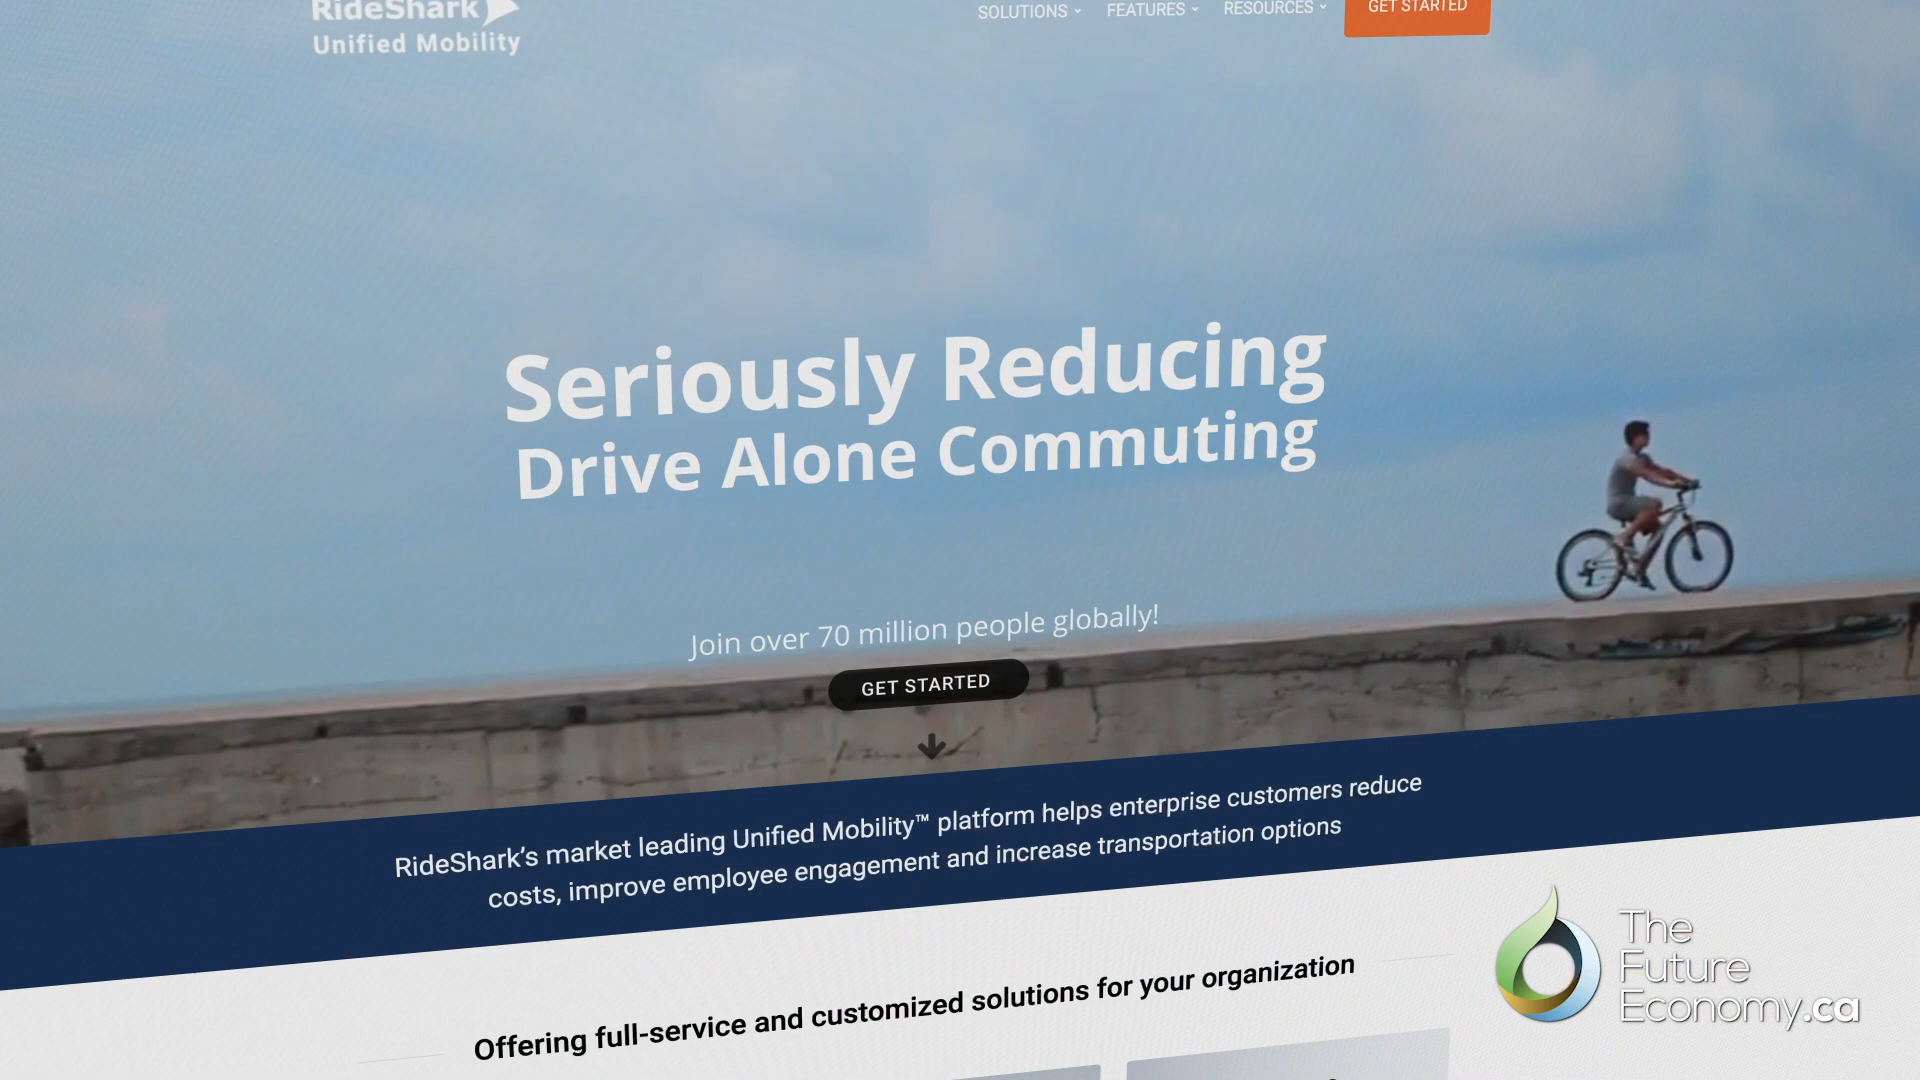 RideShark
Unified Mobility
SOLUTIONS
FEATURES
RESOURCES
GET STARTED
Seriously Reducing
Drive Alone Commuting
Join over 70 million people globally!
GET STARTED
RideShark’s market leading Unified Mobility™ platform helps enterprise customers reduce
costs, improve employee engagement and increase transportation options
Offering full-service and customized solutions for your organization
The
Future
Economy.ca